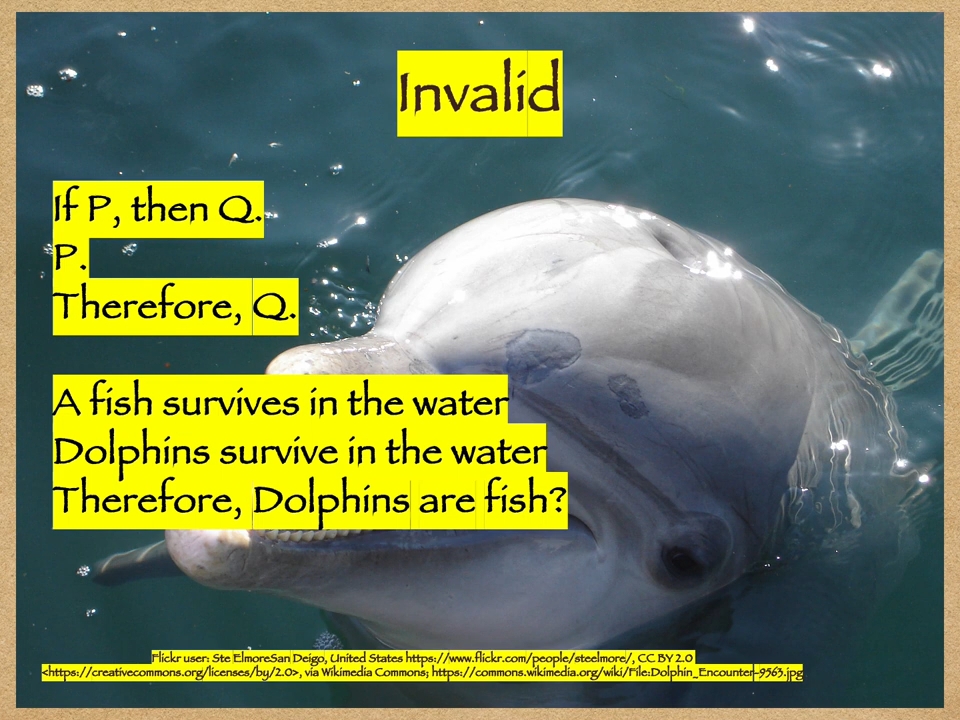 Invalid
If P, then Q.
P.
Therefore, Q.
A fish survives in the water
Dolphins survive in the water
Therefore, Dolphins are fish?
Flickr user: Ste ElmoreSan Deigo, United States https://www.flickr.com/people/steelmore/, CC BY 2.0
<https://creativecommons.org/licenses/by/2.0>, via Wikimedia Commons; https://commons.wikimedia.org/wiki/File:Dolphin_Encounter-9563.jpg